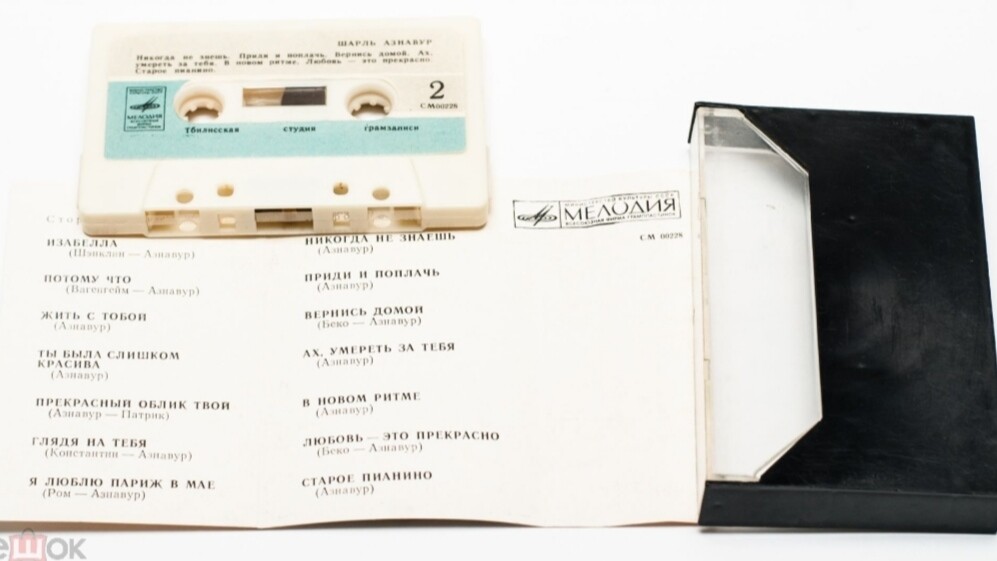 ШАРЛЬ АЗНАВУР
Никогда не знаешь. Приди и поплачь. Вернись домой. Ах,
умереть за тебя. В новом ритме. Любовь — это прекрасно
Старое пианино.
2
СМ00228
МЕЛОДИЯ
Тбилисская студия грамзаписи
МЕЛОДИЯ
СМ 00228
ИЗАБЕЛЛА
(Шэнклон — Азнавур)
ПОТОМУ ЧТО
(Вагенгейм — Азнавур)
ЖИТЬ С ТОБОЙ
(Азнавур)
ТЫ БЫЛА СЛИШКОМ
КРАСИВА
(Азнавур)
ПРЕКРАСНЫЙ ОБЛИК ТВОЙ
(Азнавур — Патрик)
ГЛЯДЯ НА ТЕБЯ
(Константин — Азнавур)
Я ЛЮБЛЮ ПАРИЖ В МАЕ
(Ром — Азнавур)
НИКОГДА НЕ ЗНАЕШЬ
(Азнавур)
ПРИДИ И ПОПЛАЧЬ
(Азнавур)
ВЕРНИСЬ ДОМОЙ
(Беко — Азнавур)
АХ, УМЕРЕТЬ ЗА ТЕБЯ
(Азнавур)
В НОВОМ РИТМЕ
(Азнавур)
ЛЮБОВЬ — ЭТО ПРЕКРАСНО
(Беко — Азнавур)
СТАРОЕ ПИАНИНО
(Азнавур)